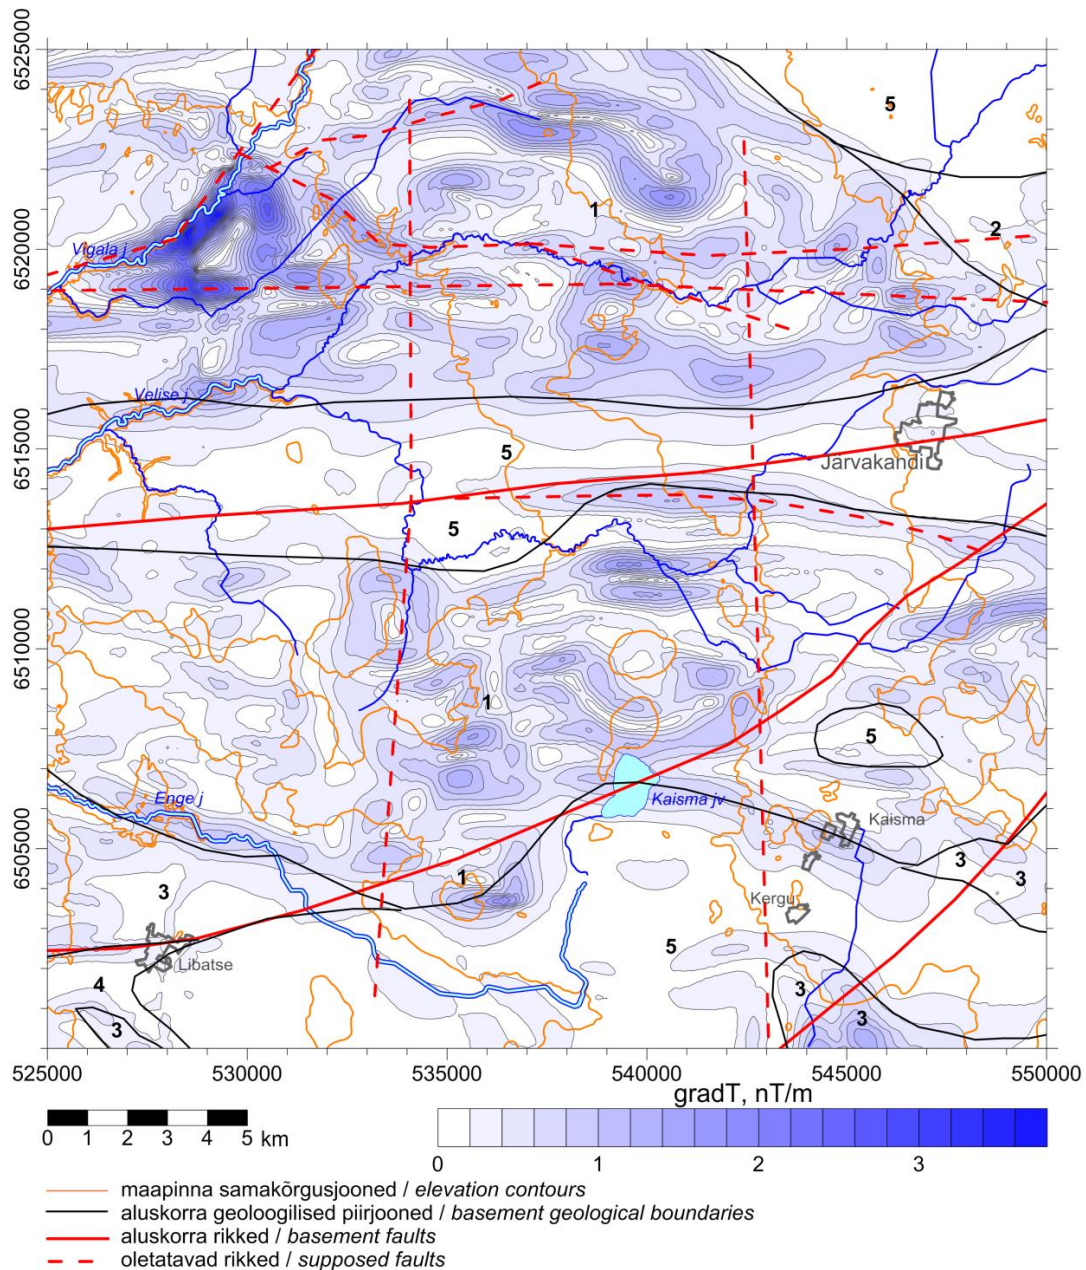 6525000
5
1
2
Vigala j
6520000
Velise j
5
Järvakandi
6515000
5
6510000
1
5
Enge j
Kaisma jv
Kaisma
6505000
3
1
3
3
Kergu
5
Libatse
4
3
3
3
525000 530000 535000 540000 545000 550000
gradT, nT/m
0 1 2 3 4 5 km
0 1 2 3
maapinna samakõrgusjooned / elevation contours
aluskorra geoloogilised piirjooned / basement geological boundaries
aluskorra rikked / basement faults
oletatavad rikked / supposed faults